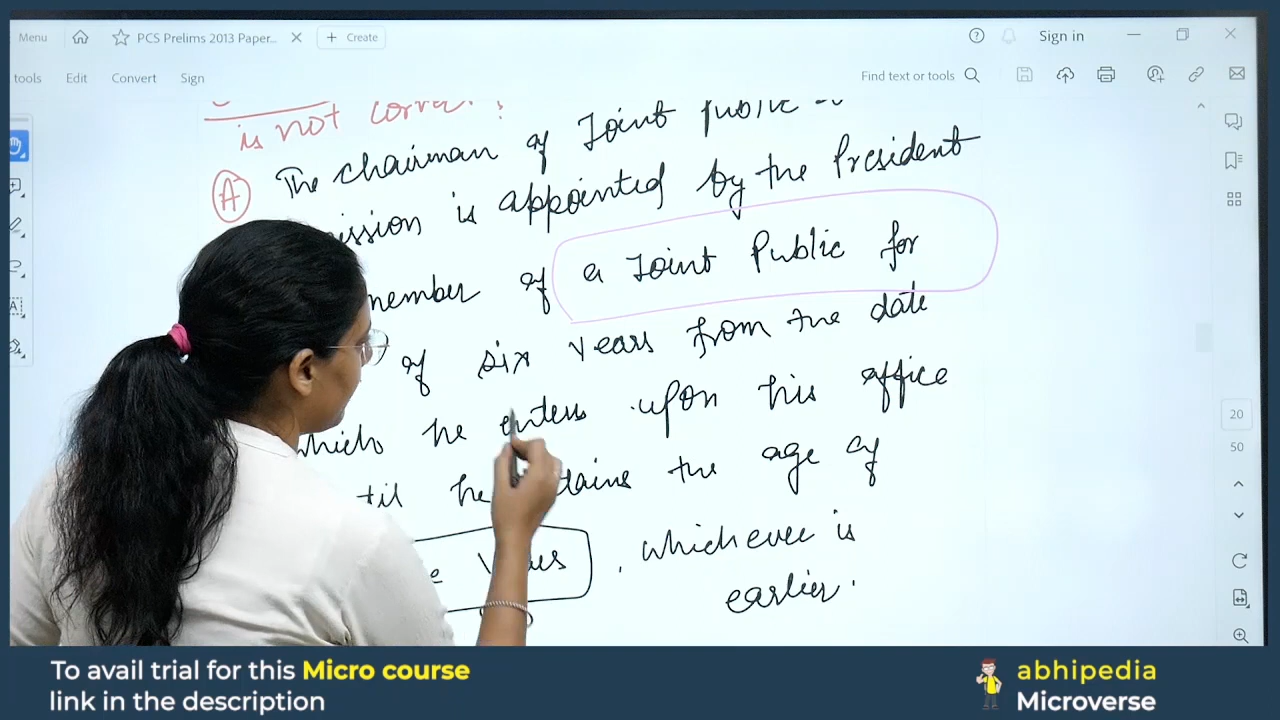 Menu
PCS Prelims 2013 Paper...
+ Create
Sign in
tools
Edit
Convert
Sign
Find text or tools
is not
A The chairman of Joint public
ission is appointed by the President
member of a Joint Public for
of six years from the date
which he enters upon his office
til he tains the age of
, whichever is
earlier.
20
50
To avail trial for this Micro course
link in the description
abhipedia
Microverse